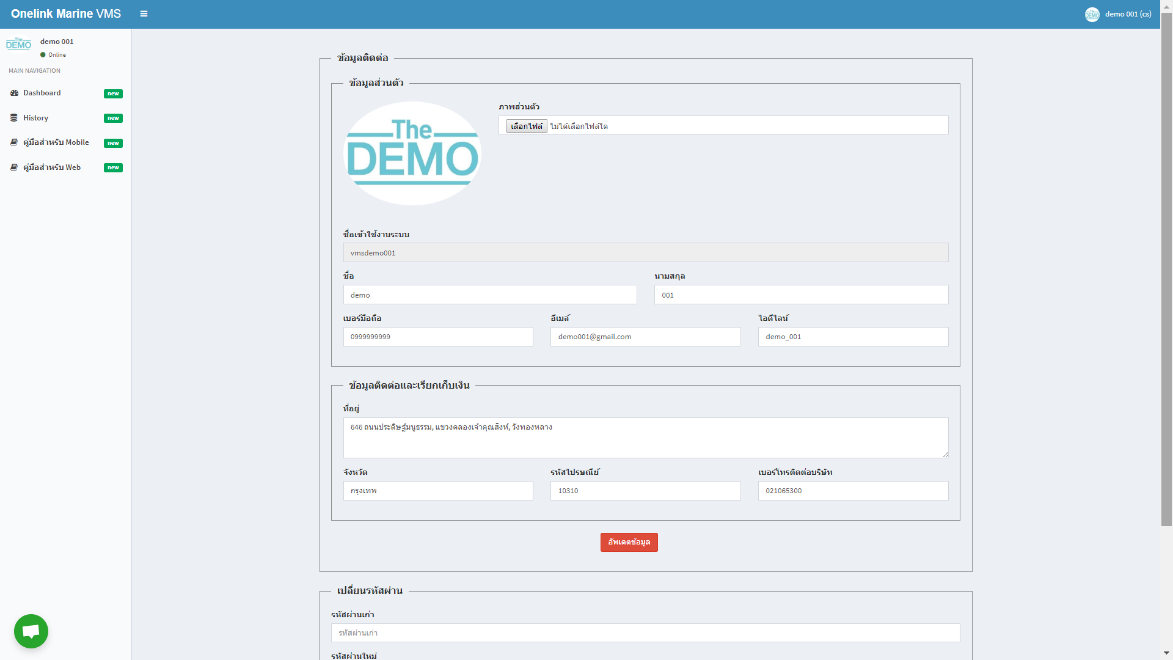 Onelink Marine VMS
demo 001 (cs)
The DEMO
demo 001
Online
MAIN NAVIGATION
Dashboard new
History new
คู่มือสำหรับ Mobile new
คู่มือสำหรับ Web new
ข้อมูลติดต่อ
ข้อมูลส่วนตัว
The
DEMO
ภาพส่วนตัว
เลือกไฟล์ ไม่ได้เลือกไฟล์ใด
ชื่อเข้าใช้งานระบบ
vmsdemo001
ชื่อ นามสกุล
demo 001
เบอร์มือถือ อีเมล์ ไอดีไลน์
0999999999 demo001@gmail.com demo_001
ข้อมูลติดต่อและเรียกเก็บเงิน
ที่อยู่
646 ถนนประดิษฐ์มนูธรรม, แขวงคลองเจ้าคุณสิงห์, วังทองหลาง
จังหวัด รหัสไปรษณีย์ เบอร์โทรติดต่อบริษัท
กรุงเทพ 10310 021065300
อัพเดตข้อมูล
เปลี่ยนรหัสผ่าน
รหัสผ่านเก่า
รหัสผ่านเก่า
รหัสผ่านใหม่